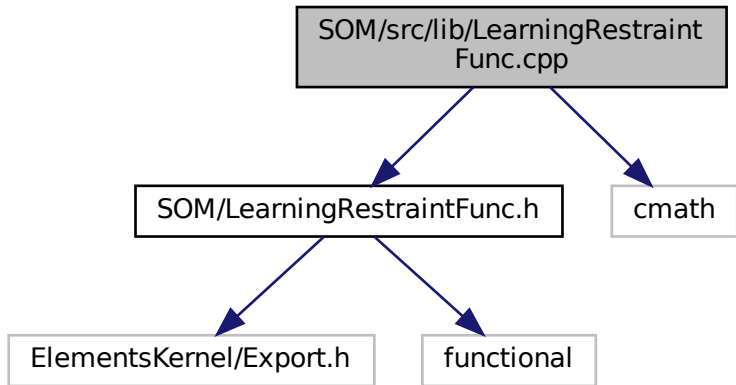 SOM/src/lib/LearningRestraint
Func.cpp
SOM/LearningRestraintFunc.h
cmath
ElementsKernel/Export.h
functional